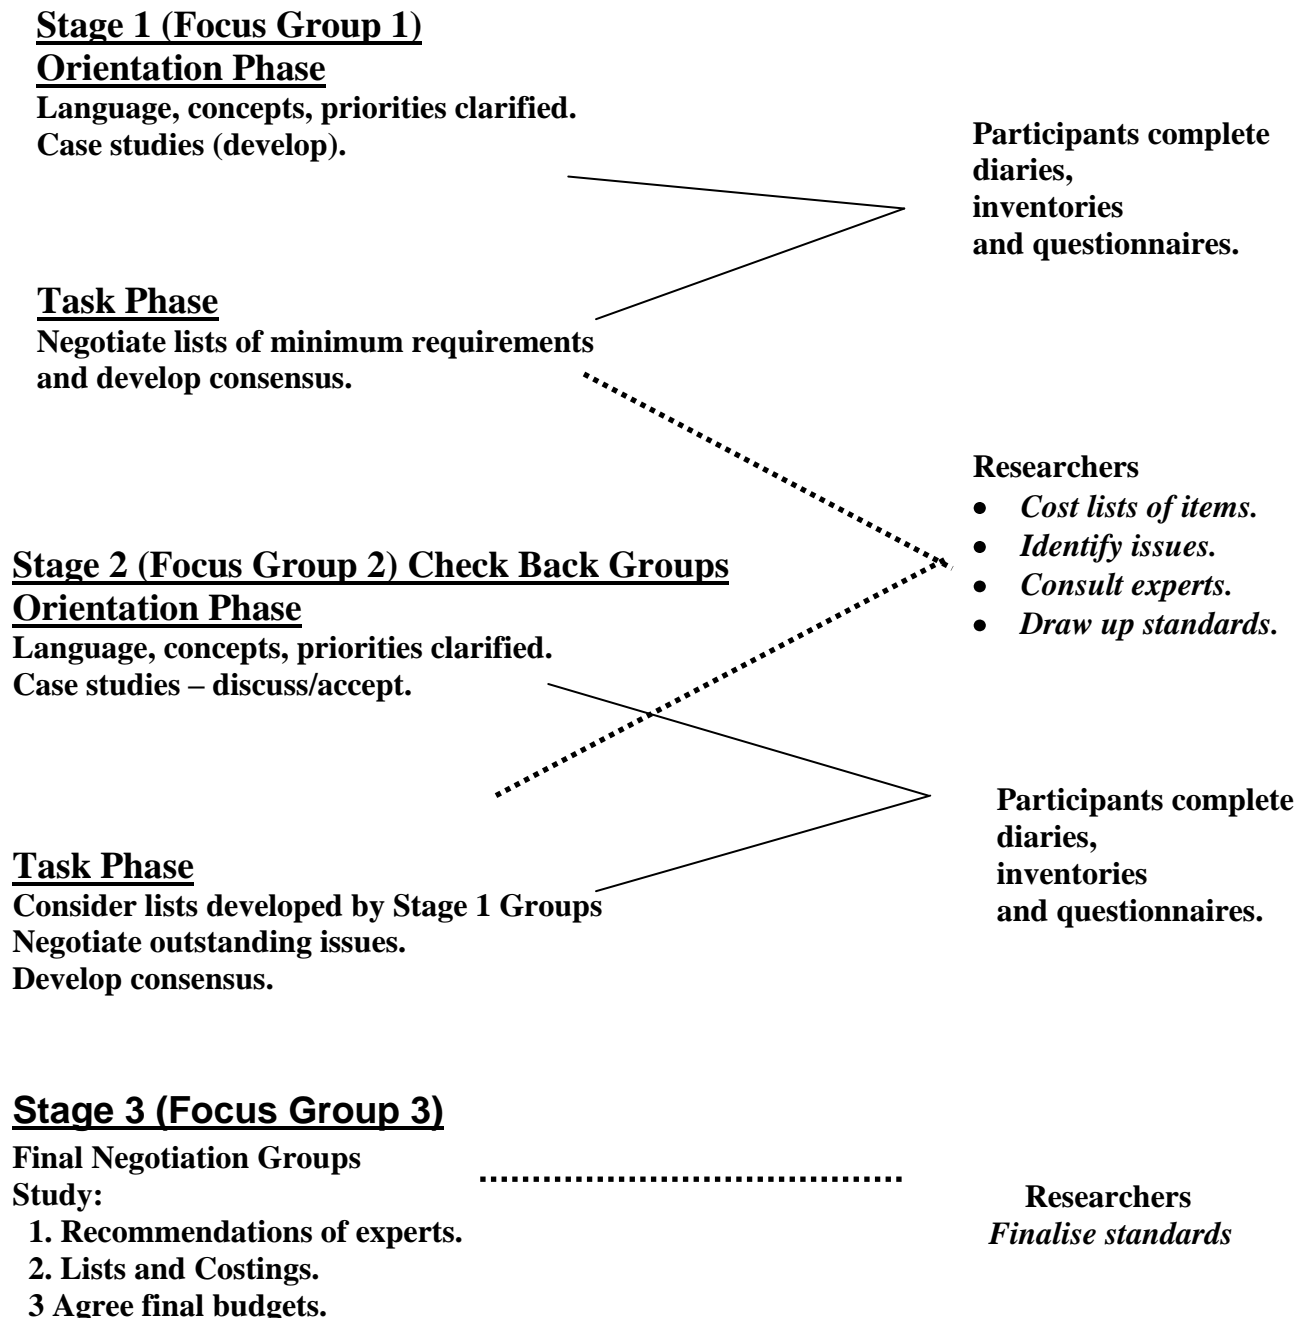 Stage 1 (Focus Group 1)
Orientation Phase
Language, concepts, priorities clarified.
Case studies (develop).
Participants complete
diaries,
inventories
and questionnaires.
Task Phase
Negotiate lists of minimum requirements
and develop consensus.
Researchers
• Cost lists of items.
• Identify issues.
• Consult experts.
• Draw up standards.
Stage 2 (Focus Group 2) Check Back Groups
Orientation Phase
Language, concepts, priorities clarified.
Case studies – discuss/accept.
Participants complete
diaries,
inventories
and questionnaires.
Task Phase
Consider lists developed by Stage 1 Groups
Negotiate outstanding issues.
Develop consensus.
Stage 3 (Focus Group 3)
Final Negotiation Groups
Study:
1. Recommendations of experts.
2. Lists and Costings.
3 Agree final budgets.
Researchers
Finalise standards